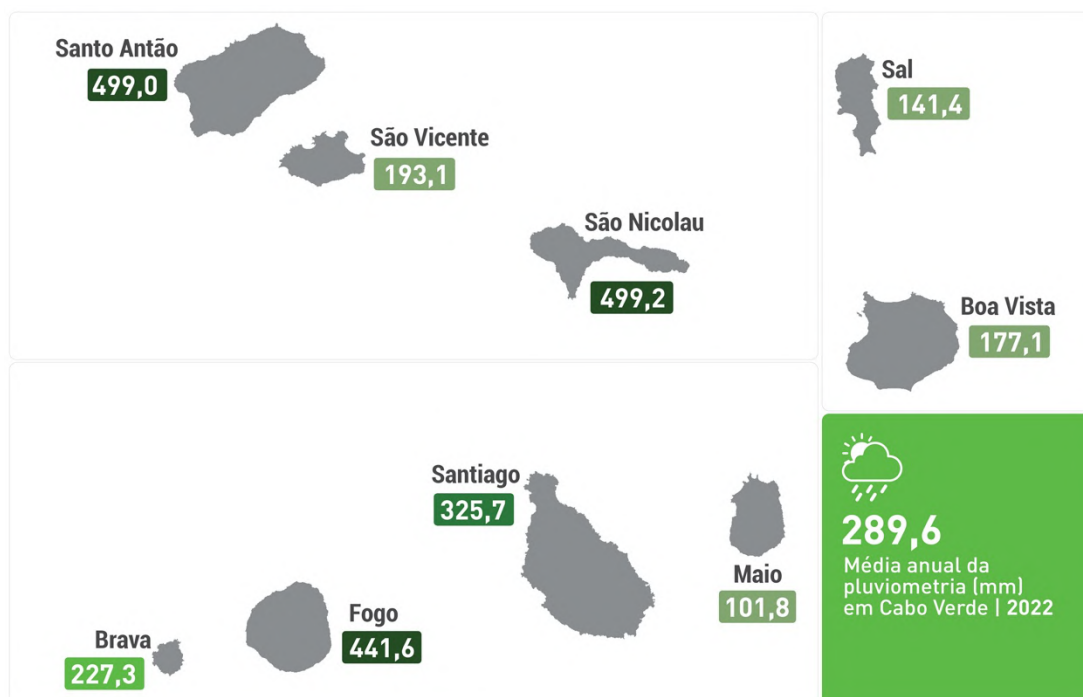 Santo Antão
499,0
São Vicente
193,1
São Nicolau
499,2
Sal
141,4
Boa Vista
177,1
Santiago
325,7
Maio
101,8
Fogo
441,6
Brava
227,3
289,6
Média anual da
pluviometria (mm)
em Cabo Verde | 2022